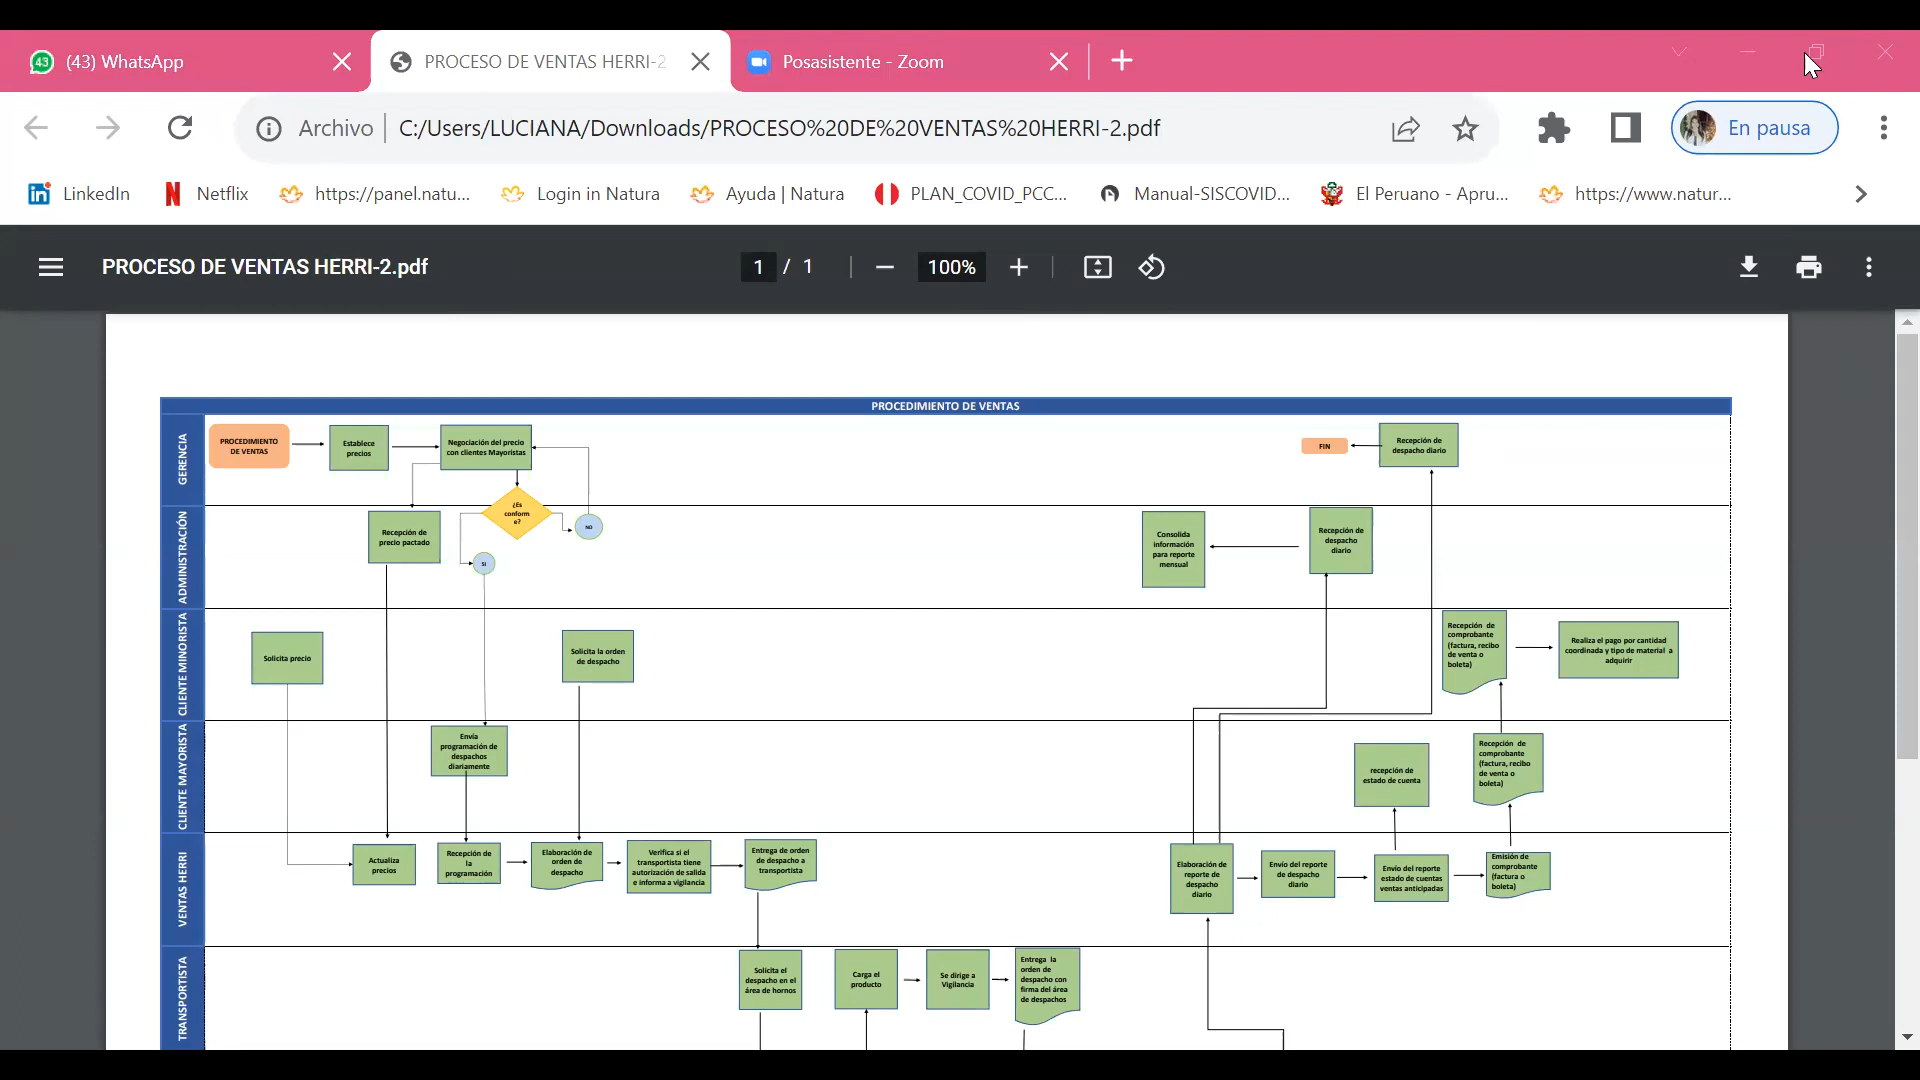 43
(43) WhatsApp
PROCESO DE VENTAS HERRI-2
Posasistente - Zoom
Archivo
C:/Users/LUCIANA/Downloads/PROCESO%20DE%20VENTAS%20HERRI-2.pdf
En pausa
LinkedIn
Netflix
https://panel.natu...
Login in Natura
Ayuda | Natura
PLAN_COVID_PCC...
Manual-SISCOVID...
El Peruano - Apru...
https://www.natur...
PROCESO DE VENTAS HERRI-2.pdf
1 / 1
100%
PROCEDIMIENTO DE VENTAS
GERENCIA
PROCEDIMIENTO
DE VENTAS
Establece
precios
Negociación del precio
con clientes Mayoristas
FIN
Recepción de
despacho diario
ADMINISTRACIÓN
Recepción de
precio pactado
¿Es
conform
e?
NO
SI
Consolida
información
para reporte
mensual
Recepción de
despacho
diario
CLIENTE MINORISTA
Solicita precio
Solicita la orden
de despacho
Recepción de
comprobante
(factura, recibo
de venta o
boleta)
Realiza el pago por cantidad
coordinada y tipo de material a
adquirir
CLIENTE MAYORISTA
Envía
programación de
despachos
diariamente
recepción de
estado de cuenta
Recepción de
comprobante
(factura, recibo
de venta o
boleta)
VENTAS HERRI
Actualiza
precios
Recepción de
la
programación
Elaboración de
orden de
despacho
Verifica si el
transportista tiene
autorización de salida
e informa a vigilancia
Entrega de orden
de despacho a
transportista
Elaboración de
reporte de
despacho
diario
Envío del reporte
de despacho
diario
Envío del reporte
estado de cuentas
ventas anticipadas
Emisión de
comprobante
(factura o
boleta)
TRANSPORTISTA
Solicita el
despacho en el
área de hornos
Carga el
producto
Se dirige a
Vigilancia
Entrega la
orden de
despacho con
firma del área
de despachos